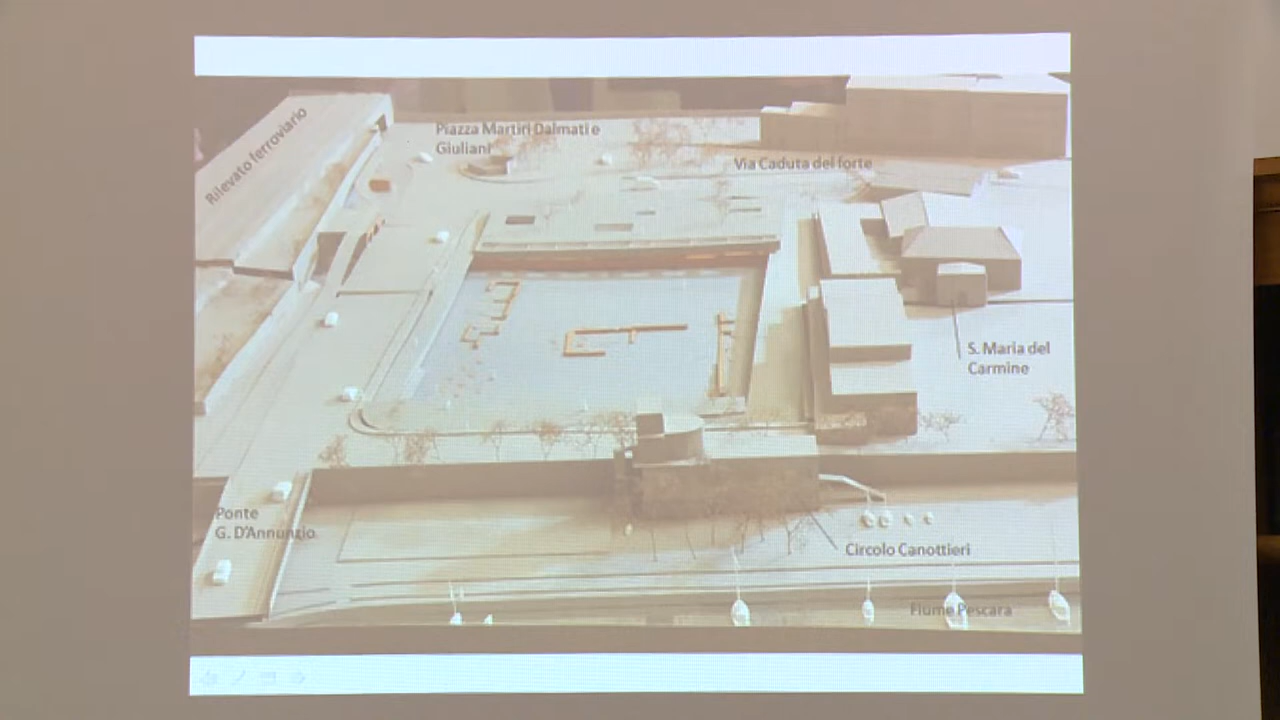 Rilevato ferroviario
Piazza Martiri Dalmati e
Giuliani
Via Caduta del forte
S. Maria del
Carmine
Ponte
G. D'Annunzio
Circolo Canottieri
Fiume Pescara